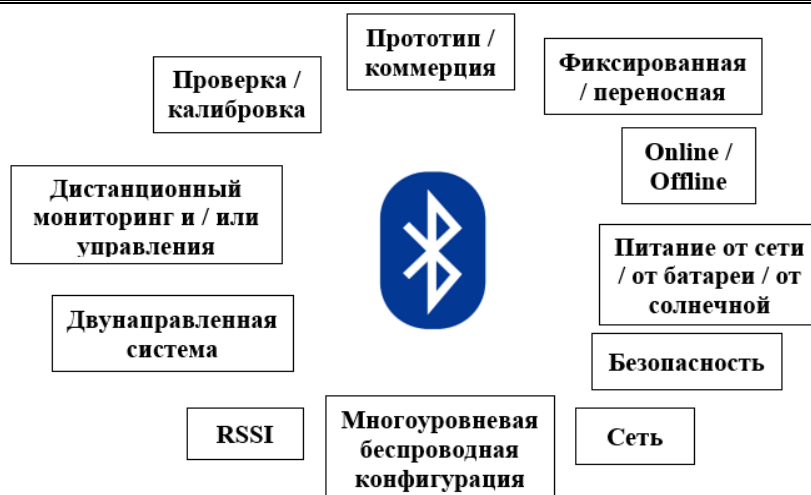 Прототип /
коммерция
Фиксированная
/ переносная
Проверка /
калибровка
Online /
Offline
Дистанционный
мониторинг и / или
управления
Питание от сети
/ от батареи / от
солнечной
Двунаправленная
система
Безопасность
RSSI
Многоуровневая
беспроводная
конфигурация
Сеть